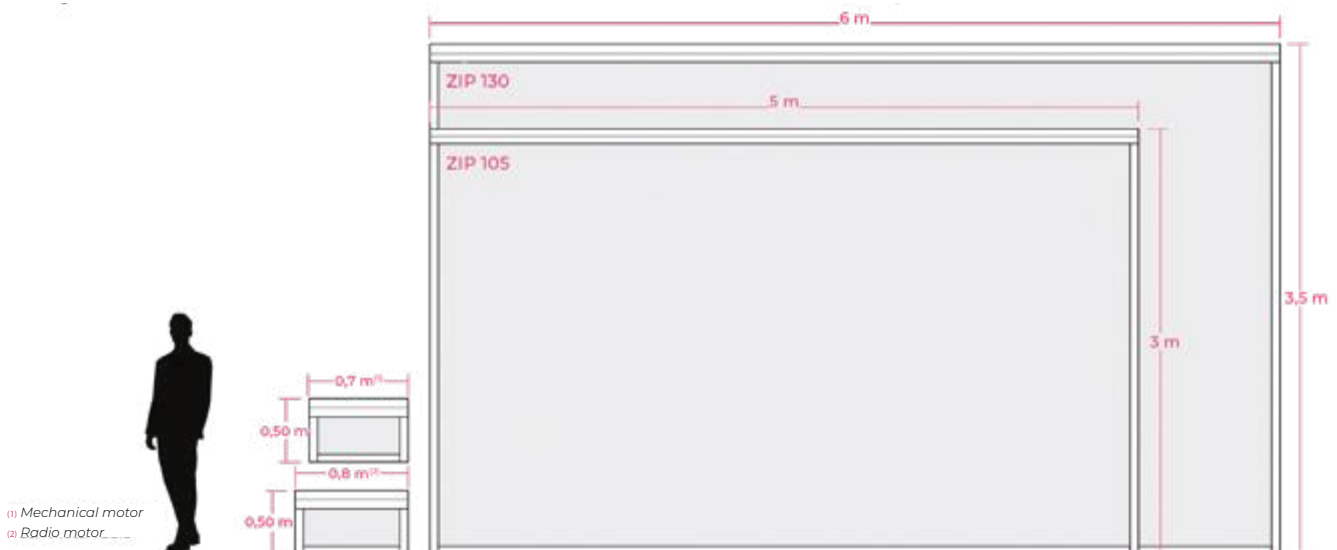 6 m
ZIP 130
5 m
ZIP 105
3,5 m
3 m
0,7 m(1)
0,50 m
0,8 m(2)
0,50 m
(1) Mechanical motor
(2) Radio motor